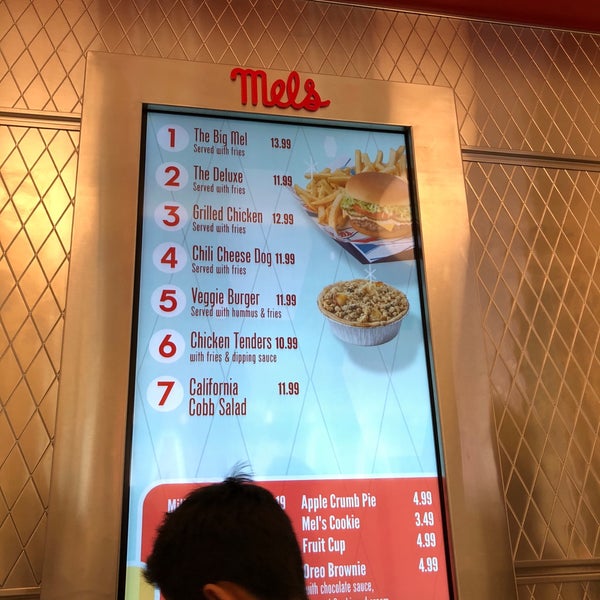 Mels
1 The Big Mel 13.99
Served with fries
2 The Deluxe 11.99
Served with fries
3 Grilled Chicken 12.99
Served with fries
4 Chili Cheese Dog 11.99
Served with fries
5 Veggie Burger 11.99
Served with hummus & fries
6 Chicken Tenders 10.99
with fries & dipping sauce
7 California 11.99
Cobb Salad
Apple Crumb Pie 4.99
Mel's Cookie 3.49
Fruit Cup 4.99
Oreo Brownie 4.99
with chocolate sauce,